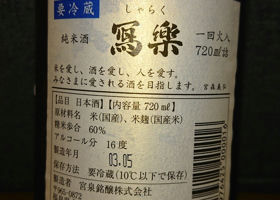 要冷蔵
しゃらく
純米酒
寫樂
一回火入
720㎖詰
米を愛し、酒を愛し、人を愛す。
みなさまに愛される酒を目指します。
宮森義弘
【品目 日本酒】【内容量 720㎖】
原材料名 米(国産)、米麹(国産米)
精米歩合 60%
アルコール分 16度
製造年月 03.05
保存方法 要冷蔵(10℃以下で保存)
製造者 宮泉銘醸株式会社
〒965-0872